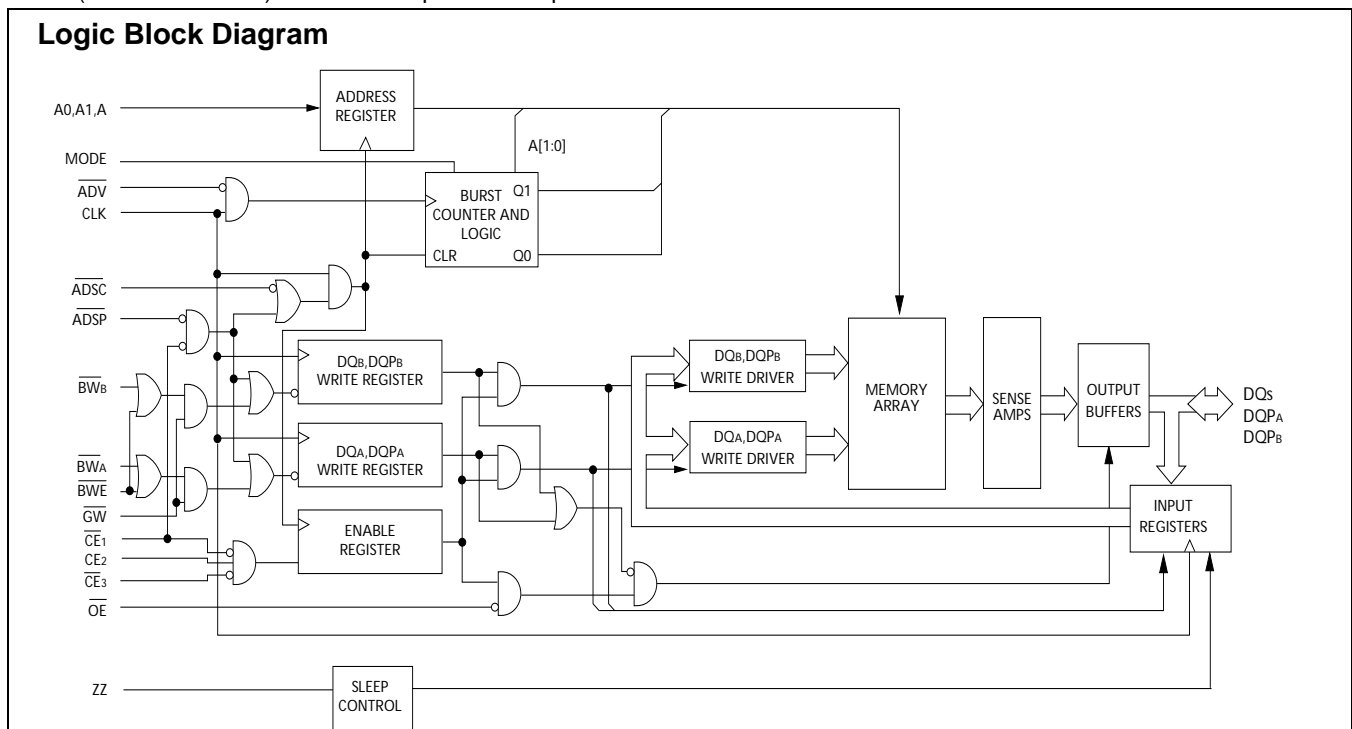 Logic Block Diagram
A0,A1,A
ADDRESS
REGISTER
A[1:0]
MODE
ADV
CLK
BURST
COUNTER AND
LOGIC
Q1
CLR
Q0
ADSC
ADSP
DQB,DQPB
WRITE REGISTER
DQB,DQPB
WRITE DRIVER
MEMORY
ARRAY
SENSE
AMPS
OUTPUT
BUFFERS
DQs
DQPA
DQPB
BWB
DQA,DQPA
WRITE REGISTER
DQA,DQPA
WRITE DRIVER
BWA
BWE
GW
CE1
CE2
CE3
ENABLE
REGISTER
INPUT
REGISTERS
OE
ZZ
SLEEP
CONTROL